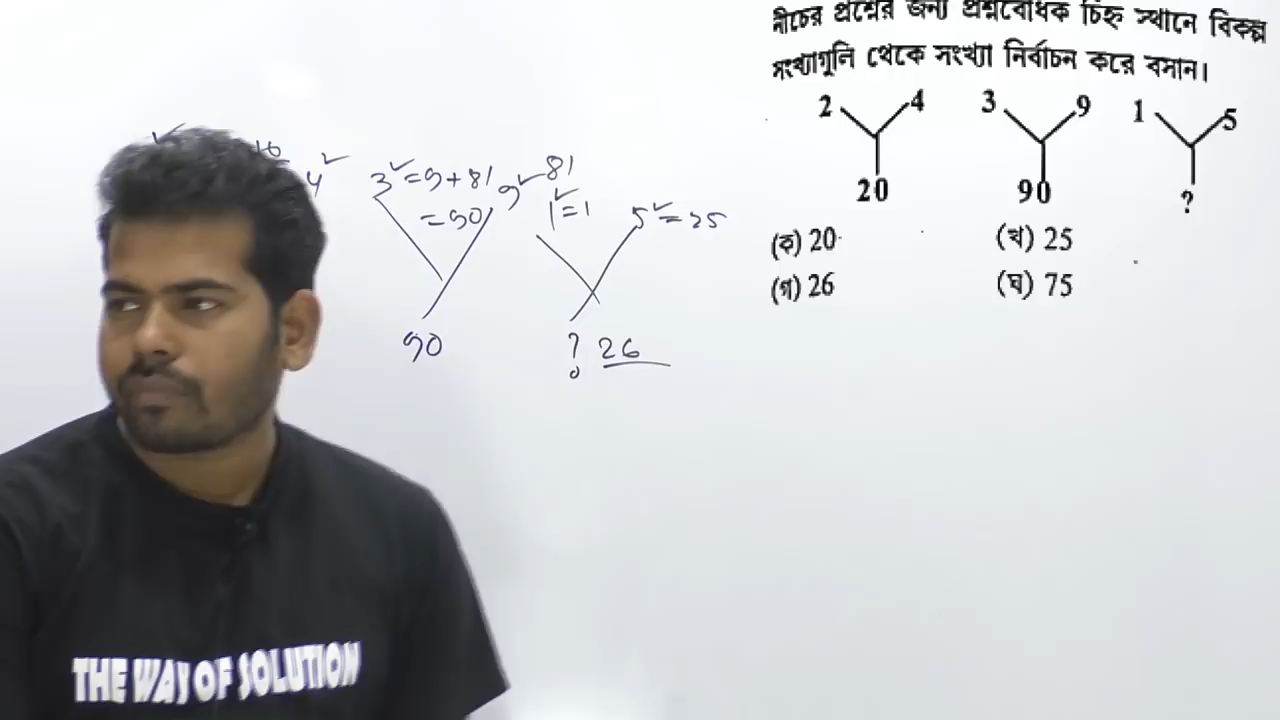 নীচের প্রশ্নের জন্য প্রশ্নবোধক চিহ্ন স্থানে বিকল্প
সংখ্যাগুলি থেকে সংখ্যা নির্বাচন করে বসান।
2 4 3 9 1 5
20 90 ?
(ক) 20 (খ) 25
(গ) 26 (ঘ) 75
4² 3²=9+81 9² 81
=90 1²=1 5²=25
90 ? 26
THE WAY OF SOLUTION